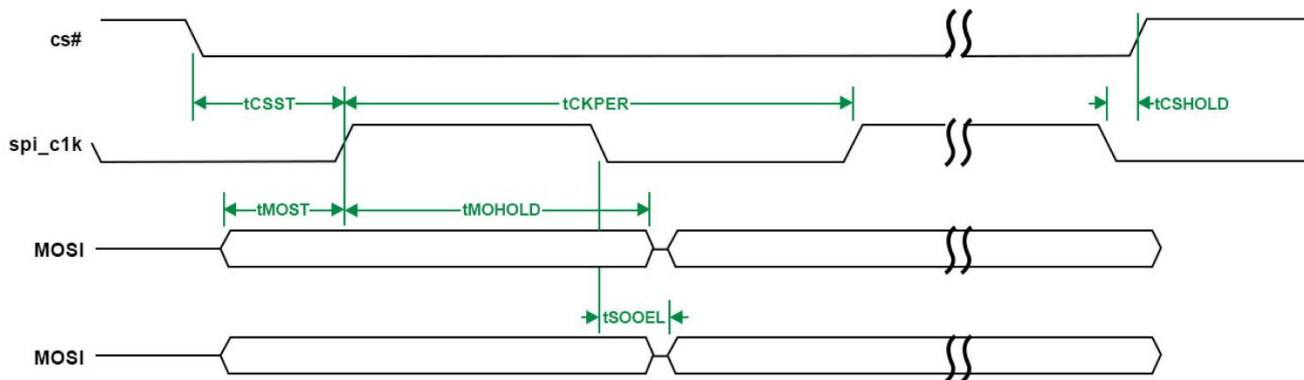 cs#
tCSST
tCKPER
tCSHOLD
spi_c1k
tMOST
tMOHOLD
MOSI
tSOOEL
MOSI